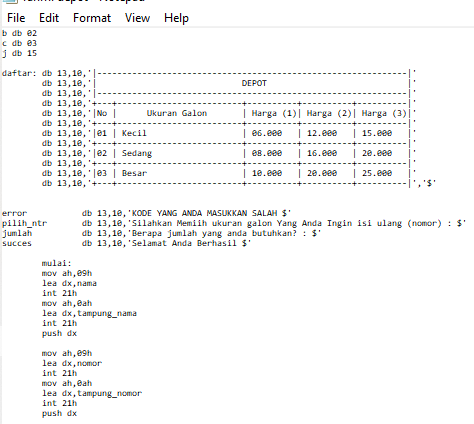 File Edit Format View Help
b db 02
c db 03
j db 15
daftar: db 13,10,'|---------------------------------------------------------------|'
db 13,10,'| DEPOT |'
db 13,10,'|---------------------------------------------------------------|'
db 13,10,'+---+--------------------------+-----------+----------+----------|'
db 13,10,'|No | Ukuran Galon | Harga (1)| Harga (2)| Harga (3)|'
db 13,10,'+---+--------------------------+-----------+----------+----------|'
db 13,10,'|01 | Kecil | 06.000 | 12.000 | 15.000 |'
db 13,10,'+---+--------------------------+-----------+----------+----------|'
db 13,10,'|02 | Sedang | 08.000 | 16.000 | 20.000 |'
db 13,10,'+---+--------------------------+-----------+----------+----------|'
db 13,10,'|03 | Besar | 10.000 | 20.000 | 25.000 |'
db 13,10,'+---+--------------------------+-----------+----------+----------|','$'
error db 13,10,'KODE YANG ANDA MASUKKAN SALAH $'
pilih_ntr db 13,10,'Silahkan Memiih ukuran galon Yang Anda Ingin isi ulang (nomor) : $'
jumlah db 13,10,'Berapa jumlah yang anda butuhkan? : $'
succes db 13,10,'Selamat Anda Berhasil $'
mulai:
mov ah,09h
lea dx,nama
int 21h
mov ah,0ah
lea dx,tampung_nama
int 21h
push dx
mov ah,09h
lea dx,nomor
int 21h
mov ah,0ah
lea dx,tampung_nomor
int 21h
push dx